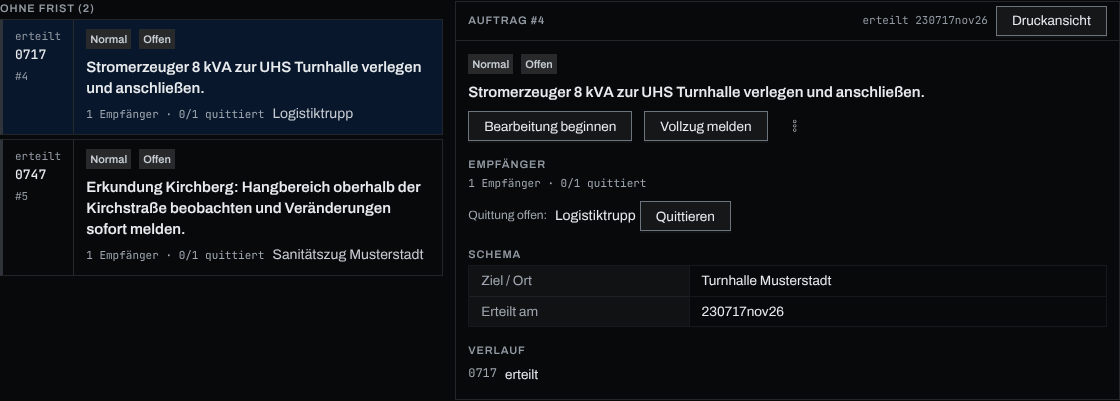 OHNE FRIST (2)
erteilt
0717
#4
Normal Offen
Stromerzeuger 8 kVA zur UHS Turnhalle verlegen
und anschließen.
1 Empfänger · 0/1 quittiert Logistiktrupp
erteilt
0747
#5
Normal Offen
Erkundung Kirchberg: Hangbereich oberhalb der
Kirchstraße beobachten und Veränderungen
sofort melden.
1 Empfänger · 0/1 quittiert Sanitätszug Musterstadt
AUFTRAG #4
erteilt 230717nov26 Druckansicht
Normal Offen
Stromerzeuger 8 kVA zur UHS Turnhalle verlegen und anschließen.
Bearbeitung beginnen Vollzug melden
EMPFÄNGER
1 Empfänger · 0/1 quittiert
Quittung offen: Logistiktrupp Quittieren
SCHEMA
Ziel / Ort Turnhalle Musterstadt
Erteilt am 230717nov26
VERLAUF
0717 erteilt